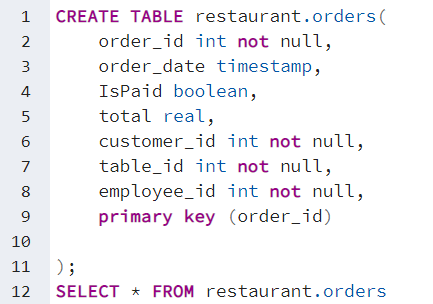 1 CREATE TABLE restaurant.orders(
2 order_id int not null,
3 order_date timestamp,
4 IsPaid boolean,
5 total real,
6 customer_id int not null,
7 table_id int not null,
8 employee_id int not null,
9 primary key (order_id)
10
11 );
12 SELECT * FROM restaurant.orders